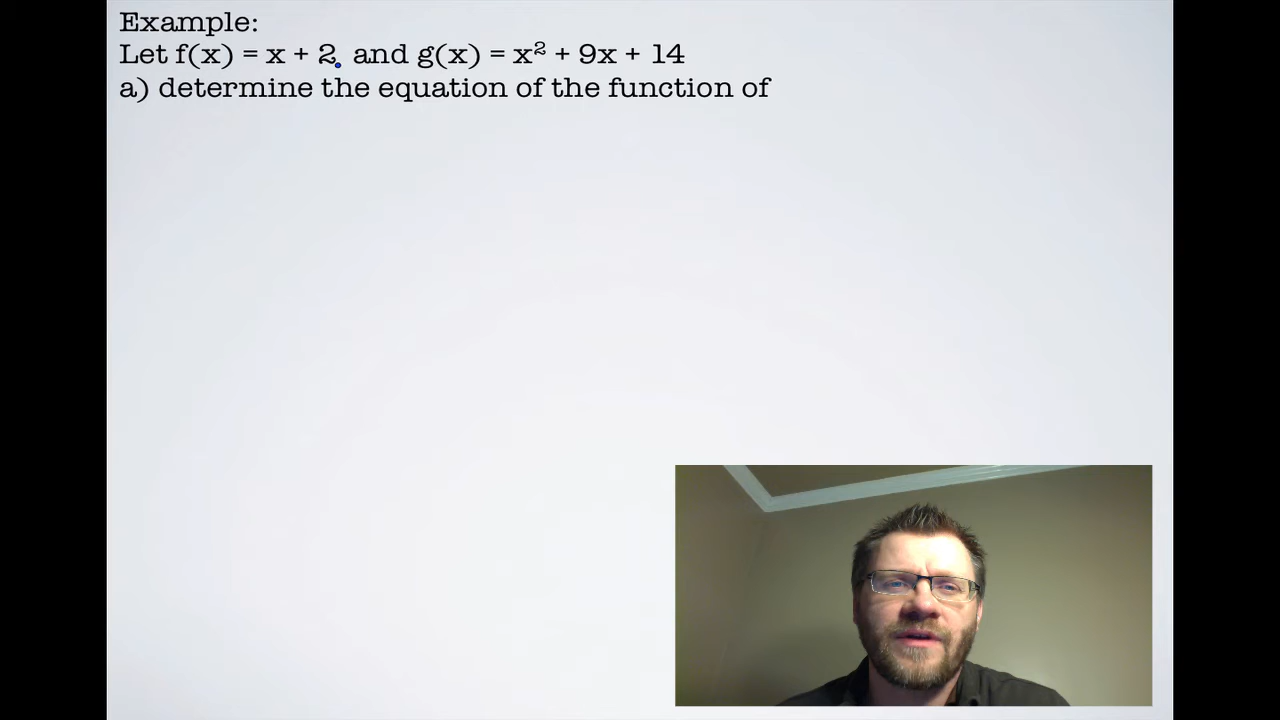 Example:
Let f(x) = x + 2 and g(x) = x² + 9x + 14
a) determine the equation of the function of